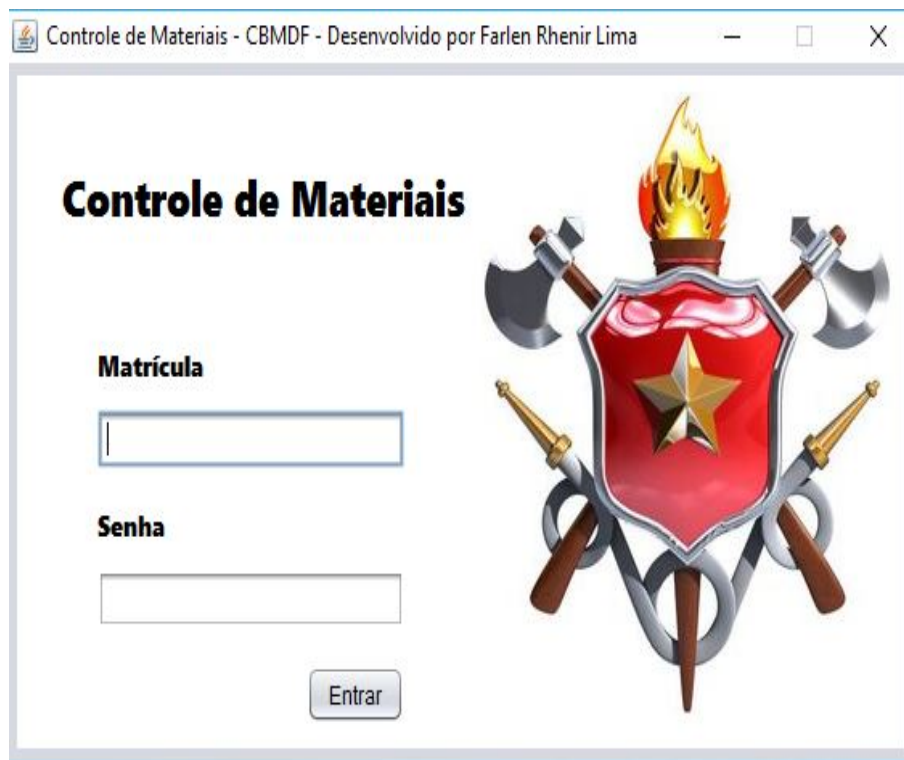 Controle de Materiais - CBMDF - Desenvolvido por Farlen Rhenir Lima
Controle de Materiais
Matrícula
Senha
Entrar